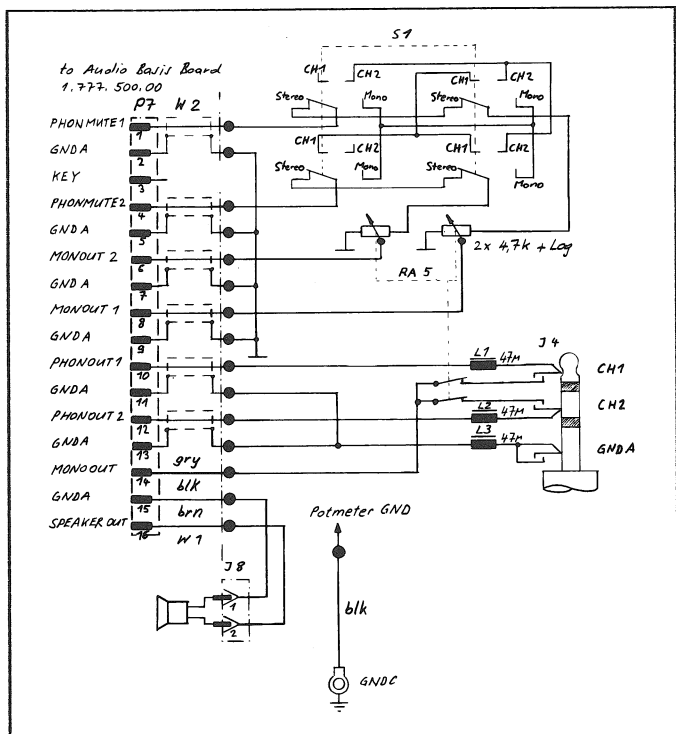 S1
to Audio Basis Board
1.777.500.00
P7 W2
CH1 CH2 CH1 CH2
Stereo Mono Stereo Mono
PHONMUTE1 1
GNDA 2
CH1 CH2 CH1 CH2
KEY 3
Stereo Mono Stereo Mono
PHONMUTE2 4
GNDA 5
2x 4,7k +Log
MONOUT 2 6
RA 5
GNDA 7
MONOUT 1 8
GNDA 9
J4
PHONOUT1 10
L1 47µ CH1
GNDA 11
PHONOUT 2 12
L2 47µ CH2
GNDA 13
L3 47µ GNDA
MONOOUT 14
gry
GNDA 15
blk
SPEAKER OUT 16
brn
W1
Potmeter GND
J8
1
2
blk
GNDC